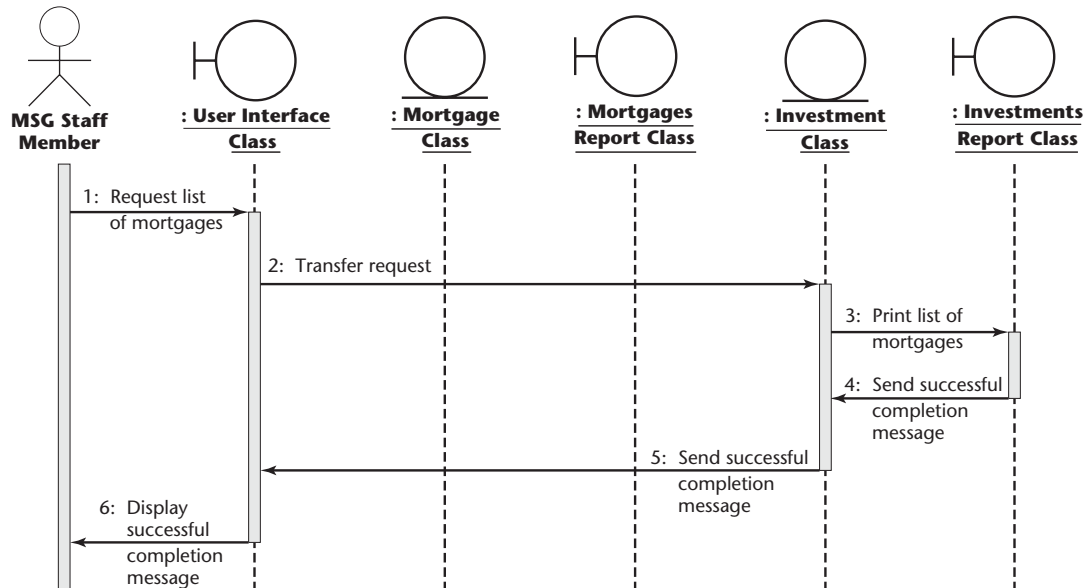 MSG Staff
Member
: User Interface
Class
: Mortgage
Class
: Mortgages
Report Class
: Investment
Class
: Investments
Report Class
1: Request list
of mortgages
2: Transfer request
3: Print list of
mortgages
4: Send successful
completion
message
5: Send successful
completion
message
6: Display
successful
completion
message